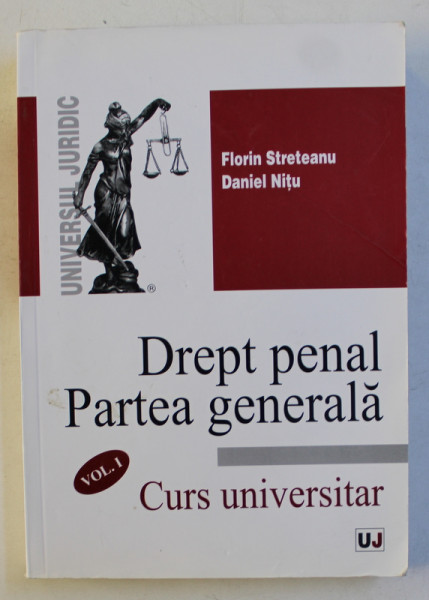 UNIVERSUL JURIDIC
®
Florin Streteanu
Daniel Nițu
Drept penal
Partea generală
VOL. I
Curs universitar
UJ